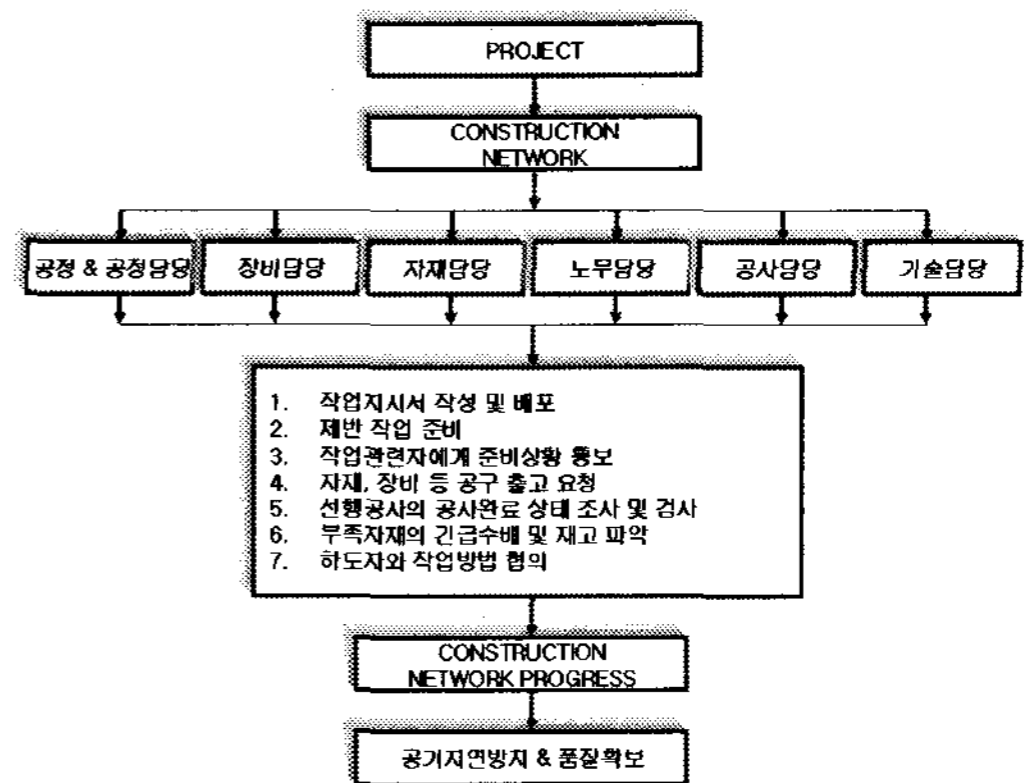 PROJECT
CONSTRUCTION
NETWORK
공정 & 공정담당
장비담당
자재담당
노무담당
공사담당
기술담당
1. 작업지시서 작성 및 배포
2. 제반 작업 준비
3. 작업관련자에게 준비상황 통보
4. 자재, 장비 등 공구 출고 요청
5. 선행공사의 공사완료 상태 조사 및 검사
6. 부족자재의 긴급수배 및 재고 파악
7. 하도자와 작업방법 협의
CONSTRUCTION
NETWORK PROGRESS
공기지연방지 & 품질확보